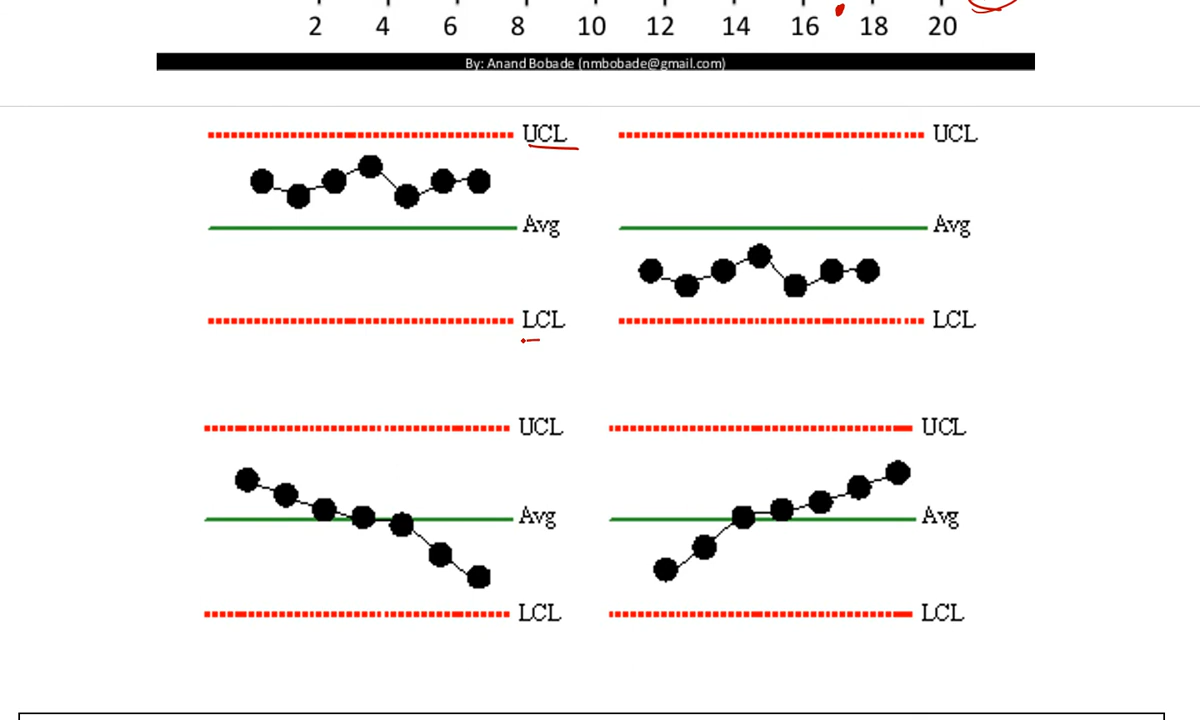 2 4 6 8 10 12 14 16 18 20
By: Anand Bobade (nmbobade@gmail.com)
UCL UCL
Avg Avg
LCL LCL
UCL UCL
Avg Avg
LCL LCL